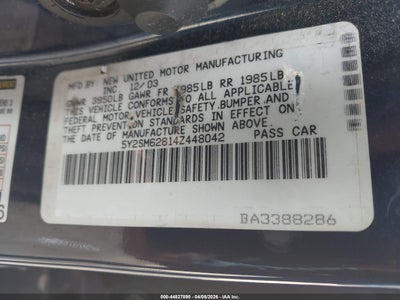 MFD. BY NEW UNITED MOTOR MANUFACTURING
INC 12/03
GVWR 3950LB GAWR FR 1985LB RR 1985LB
THIS VEHICLE CONFORMS TO ALL APPLICABLE
FEDERAL MOTOR VEHICLE SAFETY,BUMPER,AND
THEFT PREVENTION STANDARDS IN EFFECT ON
THE DATE OF MANUFACTURE SHOWN ABOVE.
5Y2SM62814Z448042 PASS CAR
BA3388286
© 000-44827890 - 04/08/2026 - IAA Inc.